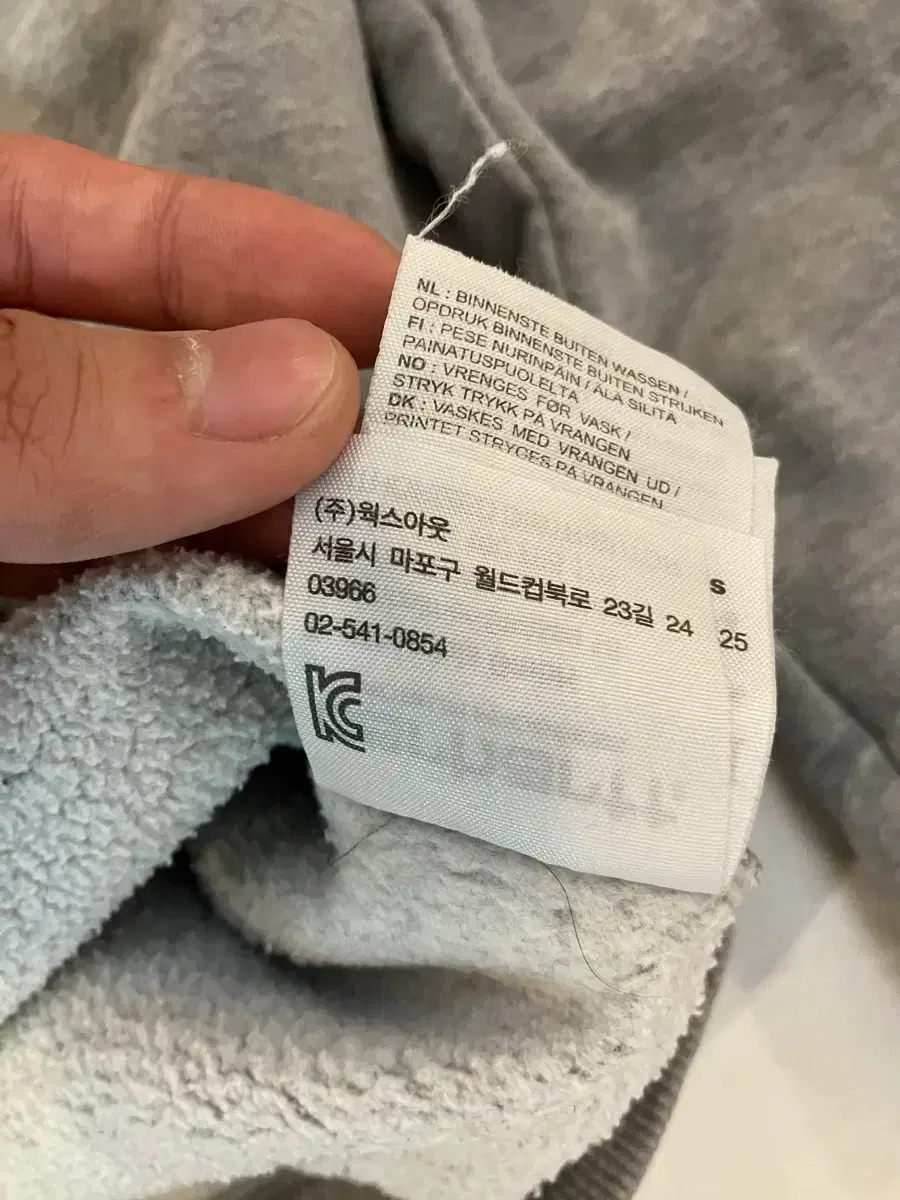 NL : BINNENSTE BUITEN WASSEN /
OPDRUK BINNENSTE BUITEN STRIJKEN
FI : PESE NURINPÄIN / ÄLÄ SILITÄ
PAINATUSPUOLELTA
NO : VRENGES FØR VASK /
STRYK TRYKK PÅ VRANGEN
DK : VASKES MED VRANGEN UD /
PRINTET STRYGES PÅ VRANGEN
(주)웍스아웃
서울시 마포구 월드컵북로 23길 24
03966
02-541-0854
S
25
KC